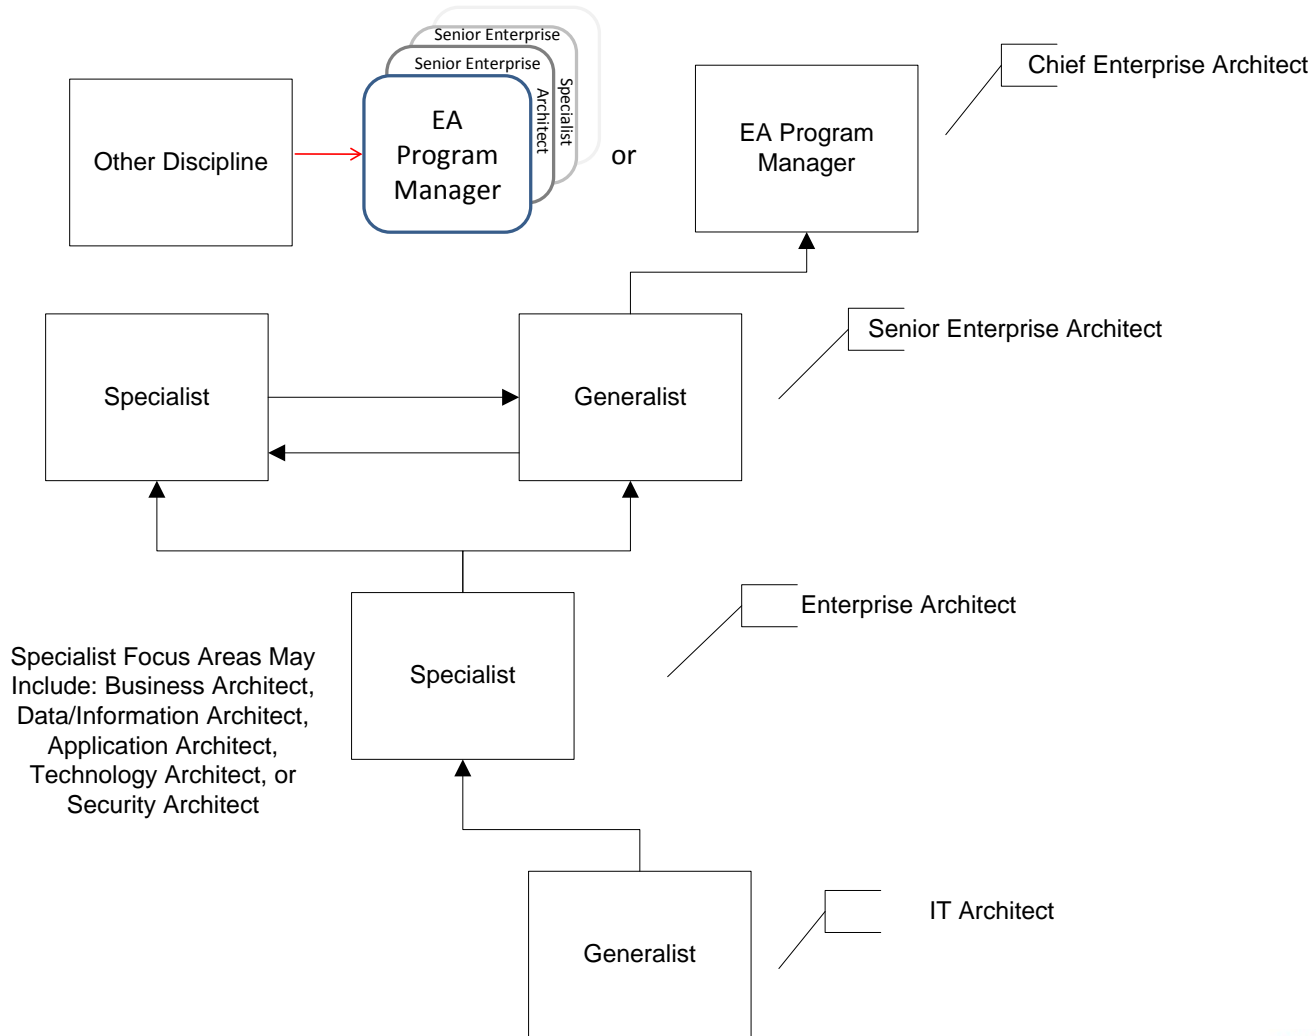 Senior Enterprise
Specialist
Senior Enterprise
Architect
EA
Program
Manager
Other Discipline
or
EA Program
Manager
Chief Enterprise Architect
Specialist
Generalist
Senior Enterprise Architect
Specialist Focus Areas May
Include: Business Architect,
Data/Information Architect,
Application Architect,
Technology Architect, or
Security Architect
Specialist
Enterprise Architect
Generalist
IT Architect